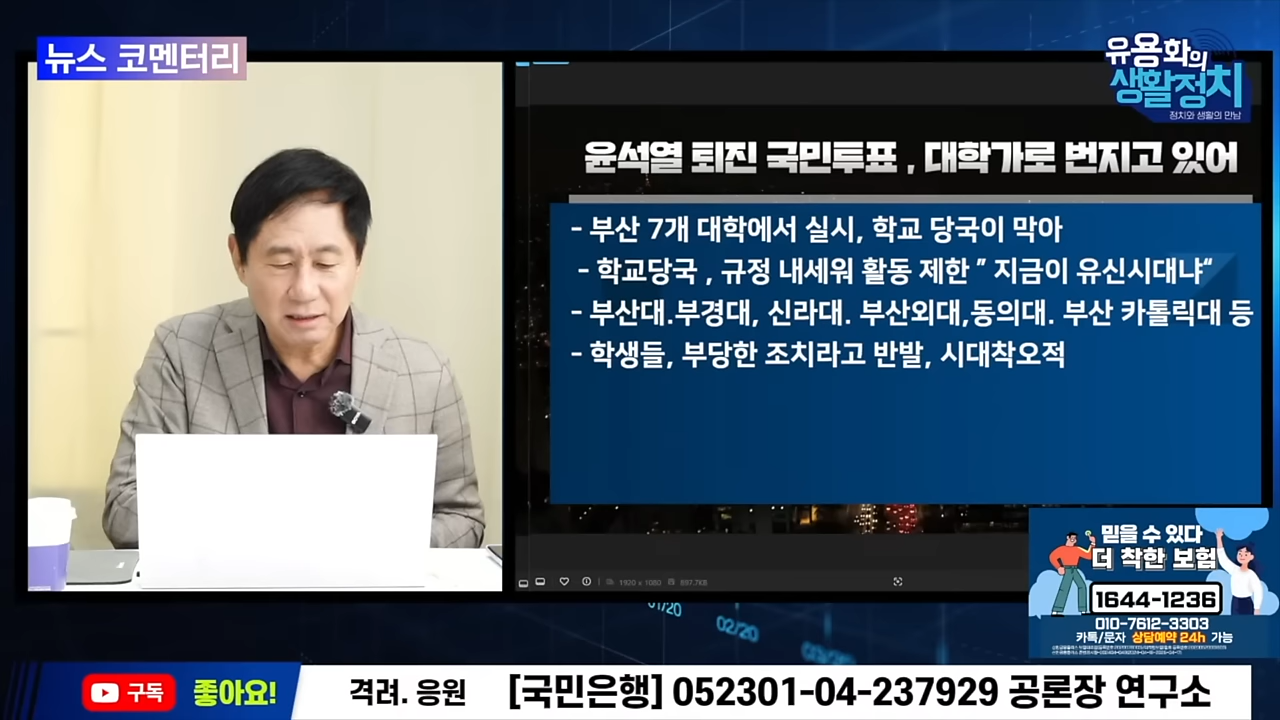 뉴스 코멘터리
유용화의
생활정치
정치와 생활의 만남
윤석열 퇴진 국민투표 , 대학가로 번지고 있어
- 부산 7개 대학에서 실시, 학교 당국이 막아
- 학교당국 , 규정 내세워 활동 제한 ” 지금이 유신시대냐“
- 부산대.부경대, 신라대. 부산외대,동의대. 부산 카톨릭대 등
- 학생들, 부당한 조치라고 반발, 시대착오적
1920 x 1080 897.7KB
믿을 수 있다
더 착한 보험
1644-1236
010-7612-3303
카톡/문자 상담예약 24h 가능
01/20
02/20
구독
좋아요!
격려. 응원 [국민은행] 052301-04-237929 공론장 연구소